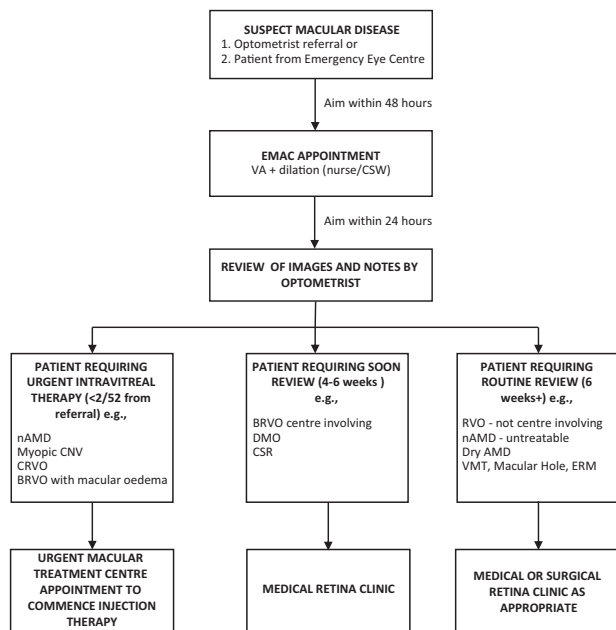 SUSPECT MACULAR DISEASE
1. Optometrist referral or
2. Patient from Emergency Eye Centre
Aim within 48 hours
EMAC APPOINTMENT
VA + dilation (nurse/CSW)
Aim within 24 hours
REVIEW OF IMAGES AND NOTES BY
OPTOMETRIST
PATIENT REQUIRING
URGENT INTRAVITREAL
THERAPY (<2/52 from
referral) e.g.,
nAMD
Myopic CNV
CRVO
BRVO with macular oedema
PATIENT REQUIRING SOON
REVIEW (4-6 weeks )
e.g.,
BRVO centre involving
DMO
CSR
PATIENT REQUIRING
ROUTINE REVIEW (6
weeks+) e.g.,
RVO - not centre involving
nAMD - untreatable
Dry AMD
VMT, Macular Hole, ERM
URGENT MACULAR
TREATMENT CENTRE
APPOINTMENT TO
COMMENCE INJECTION
THERAPY
MEDICAL RETINA CLINIC
MEDICAL OR SURGICAL
RETINA CLINIC AS
APPROPRIATE